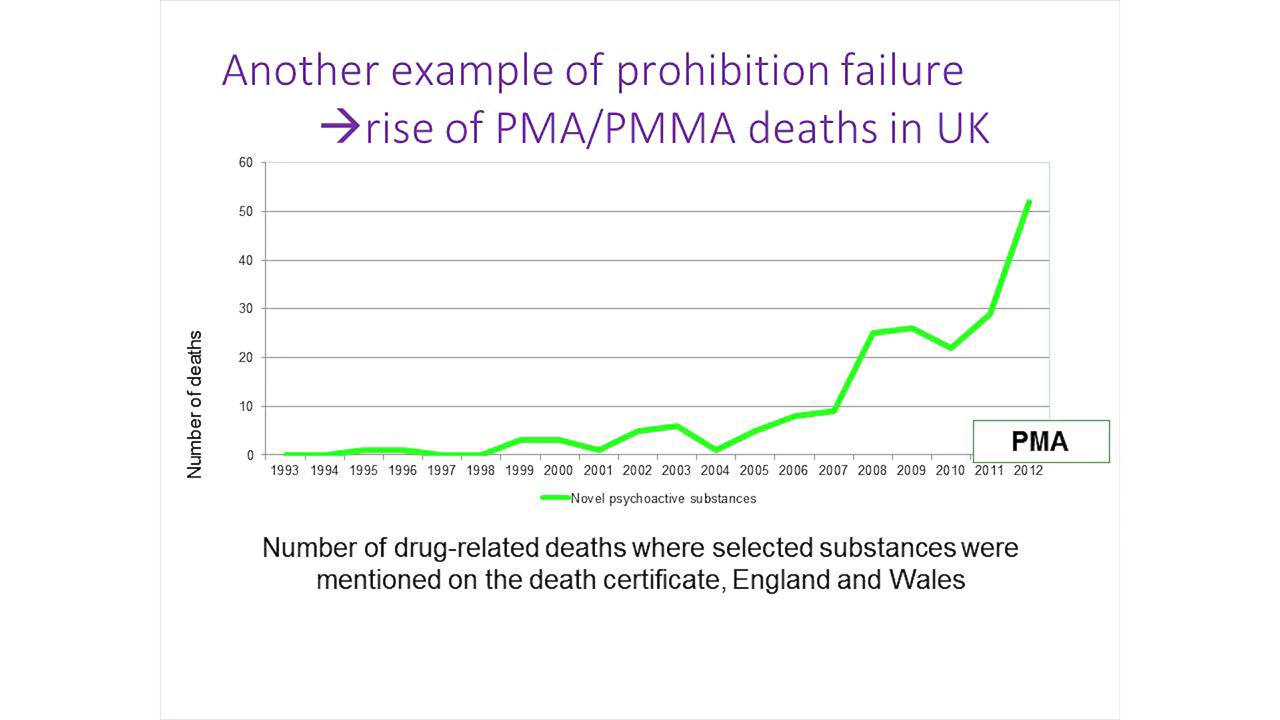 Another example of prohibition failure
→rise of PMA/PMMA deaths in UK
60
50
40
30
20
10
0
Number of deaths
PMA
1993 1994 1995 1996 1997 1998 1999 2000 2001 2002 2003 2004 2005 2006 2007 2008 2009 2010 2011 2012
Novel psychoactive substances
Number of drug-related deaths where selected substances were
mentioned on the death certificate, England and Wales